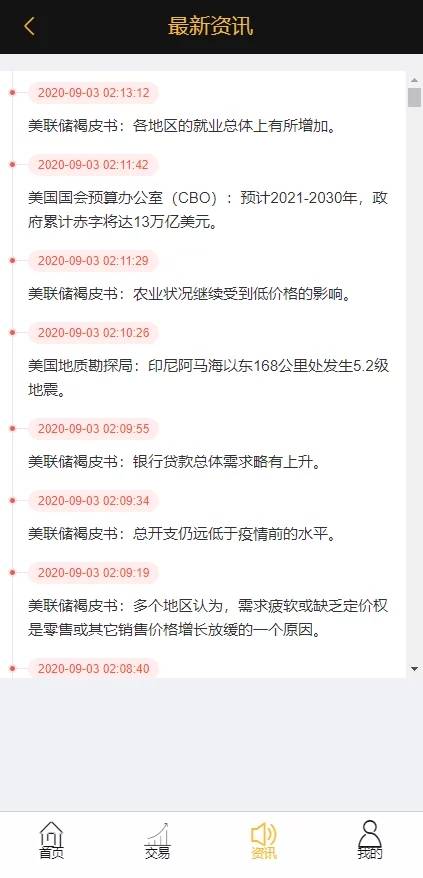 最新资讯
2020-09-03 02:13:12
美联储褐皮书：各地区的就业总体上有所增加。
2020-09-03 02:11:42
美国国会预算办公室（CBO）：预计2021-2030年，政
府累计赤字将达13万亿美元。
2020-09-03 02:11:29
美联储褐皮书：农业状况继续受到低价格的影响。
2020-09-03 02:10:26
美国地质勘探局：印尼阿马海以东168公里处发生5.2级
地震。
2020-09-03 02:09:55
美联储褐皮书：银行贷款总体需求略有上升。
2020-09-03 02:09:34
美联储褐皮书：总开支仍远低于疫情前的水平。
2020-09-03 02:09:19
美联储褐皮书：多个地区认为，需求疲软或缺乏定价权
是零售或其它销售价格增长放缓的一个原因。
2020-09-03 02:08:40
首页 交易 资讯 我的